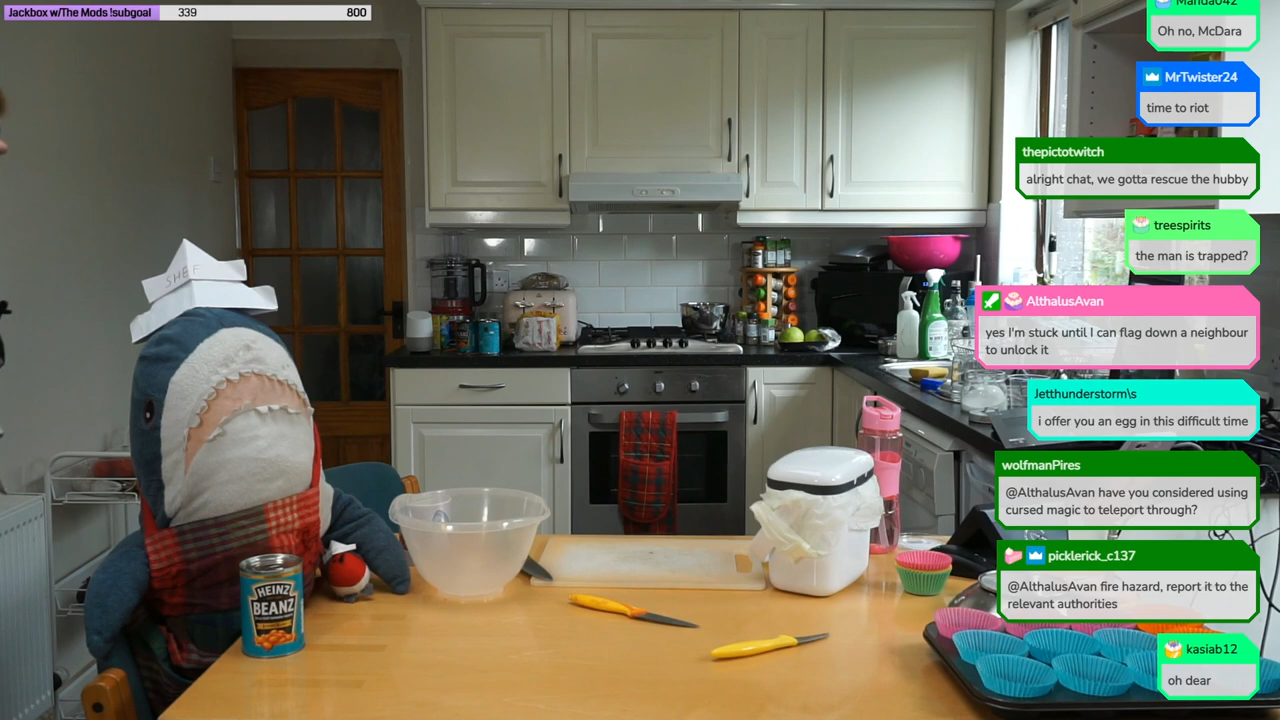 Jackbox w/The Mods !subgoal 339 800
Manda042
Oh no, McDara
MrTwister24
time to riot
thepictotwitch
alright chat, we gotta rescue the hubby
treespirits
the man is trapped?
AlthalusAvan
yes I'm stuck until I can flag down a neighbour
to unlock it
Jetthunderstorm\s
i offer you an egg in this difficult time
wolfmanPires
@AlthalusAvan have you considered using
cursed magic to teleport through?
picklerick_c137
@AlthalusAvan fire hazard, report it to the
relevant authorities
kasiab12
oh dear
SHEF
HEINZ
BEANZ